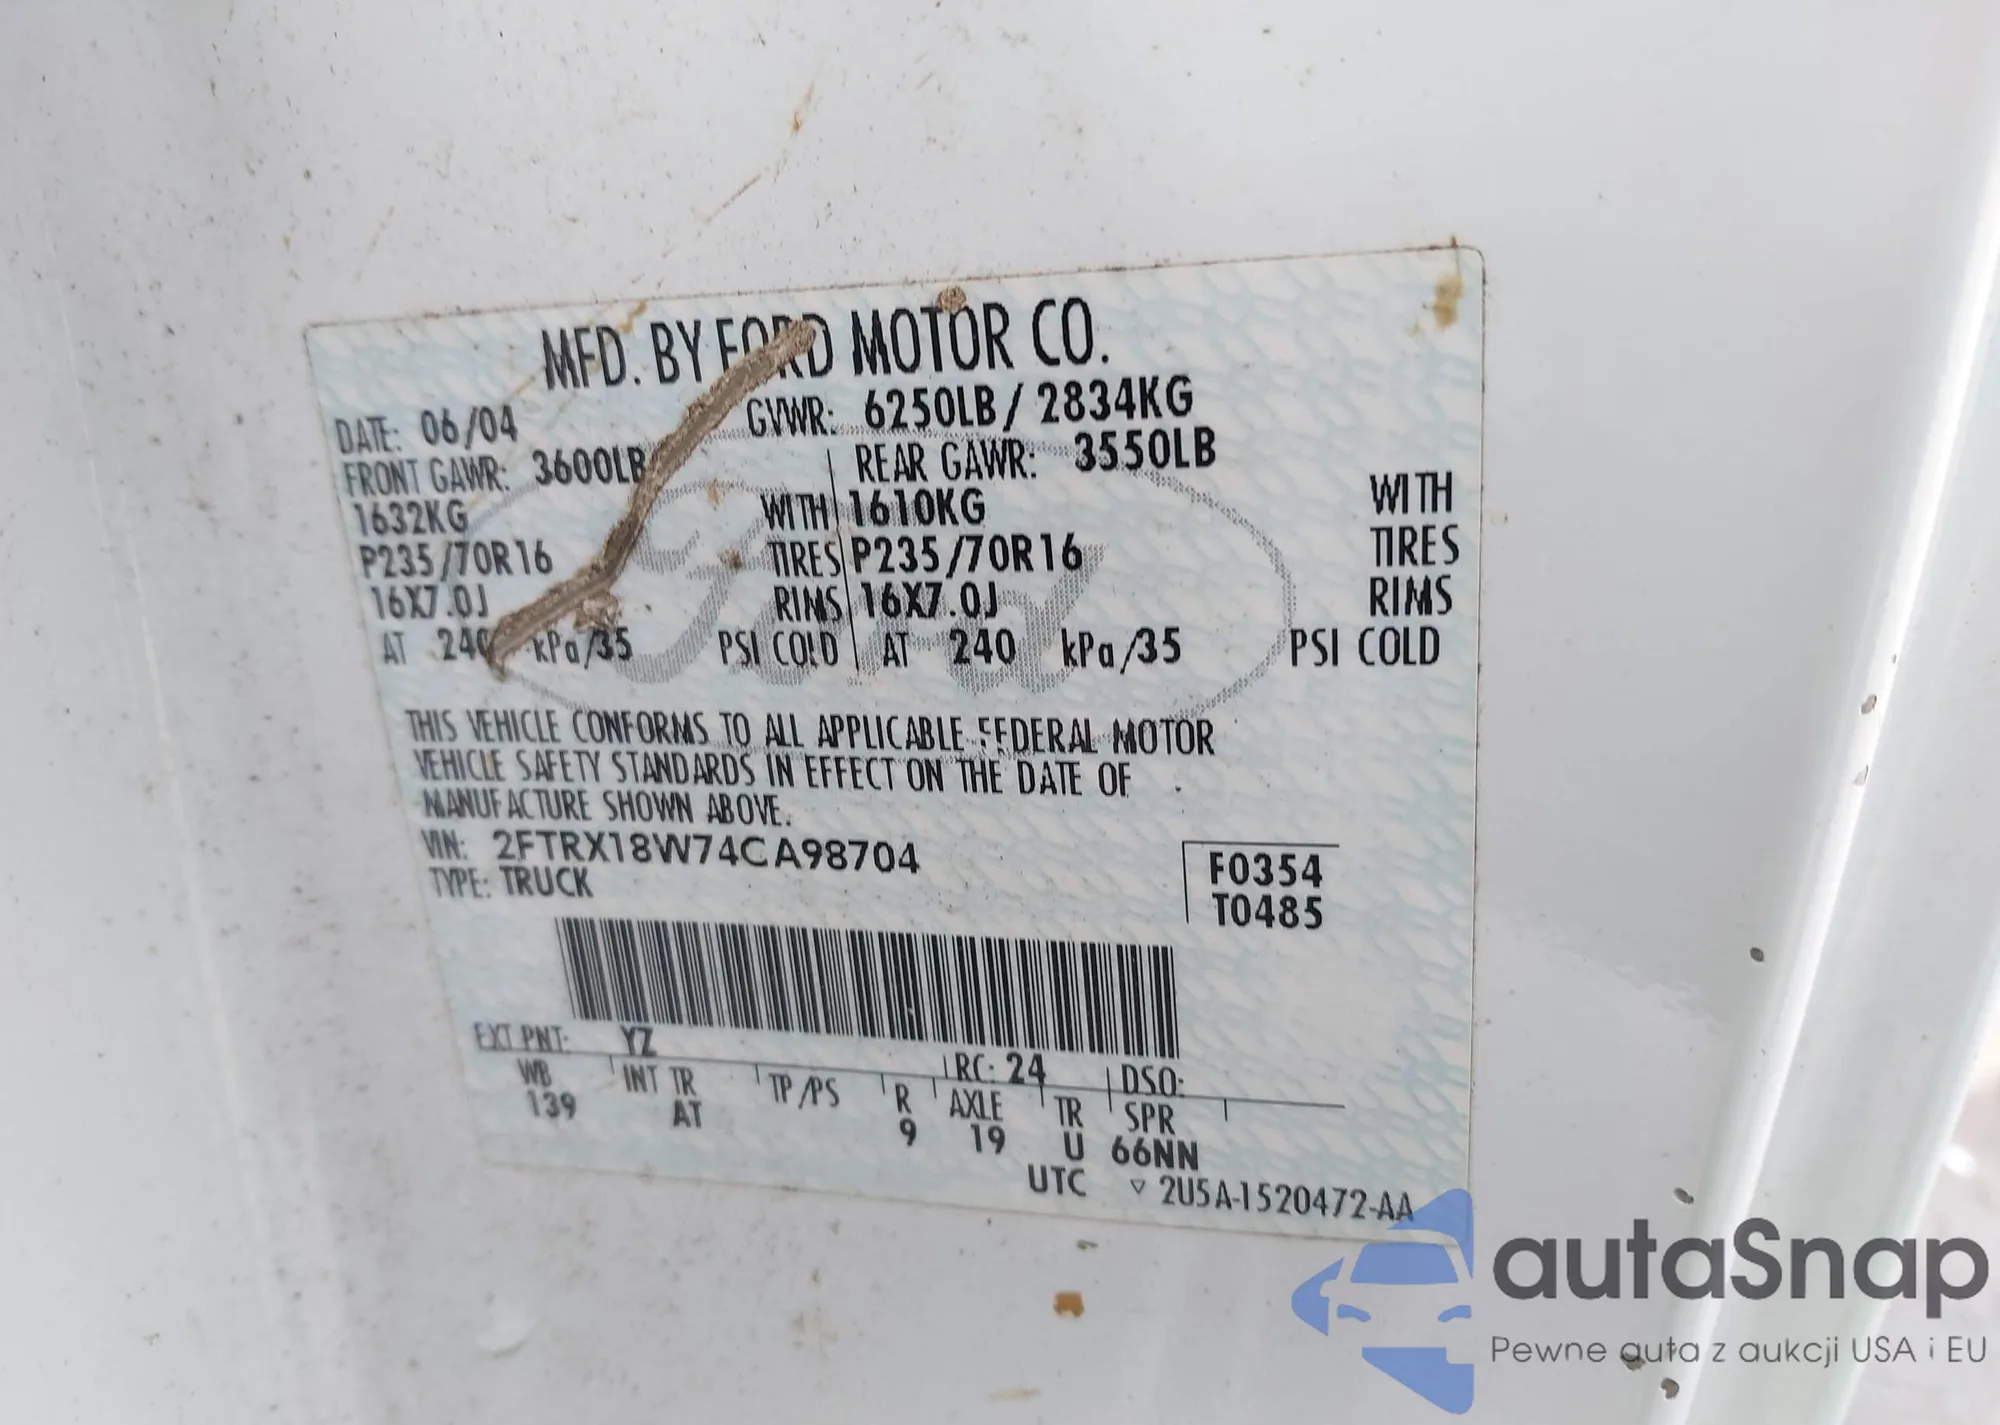 MFD. BY FORD MOTOR CO.
DATE: 06/04 GVWR: 6250LB/ 2834KG
FRONT GAWR: 3600LB REAR GAWR: 3550LB
1632KG WITH 1610KG WITH
P235/70R16 TIRES P235/70R16 TIRES
16X7.0J RIMS 16X7.0J RIMS
AT 240 kPa/35 PSI COLD AT 240 kPa/35 PSI COLD
THIS VEHICLE CONFORMS TO ALL APPLICABLE FEDERAL MOTOR
VEHICLE SAFETY STANDARDS IN EFFECT ON THE DATE OF
MANUFACTURE SHOWN ABOVE.
VIN: 2FTRX18W74CA98704
TYPE: TRUCK
F0354
T0485
EXT PNT: YZ RC: 24 DSO:
WB INT TR TP/PS R AXLE TR SPR
139 AT 9 19 U 66NN
UTC ▽ 2U5A-1520472-AA
Ford
autaSnap
Pewne auta z aukcji USA i EU